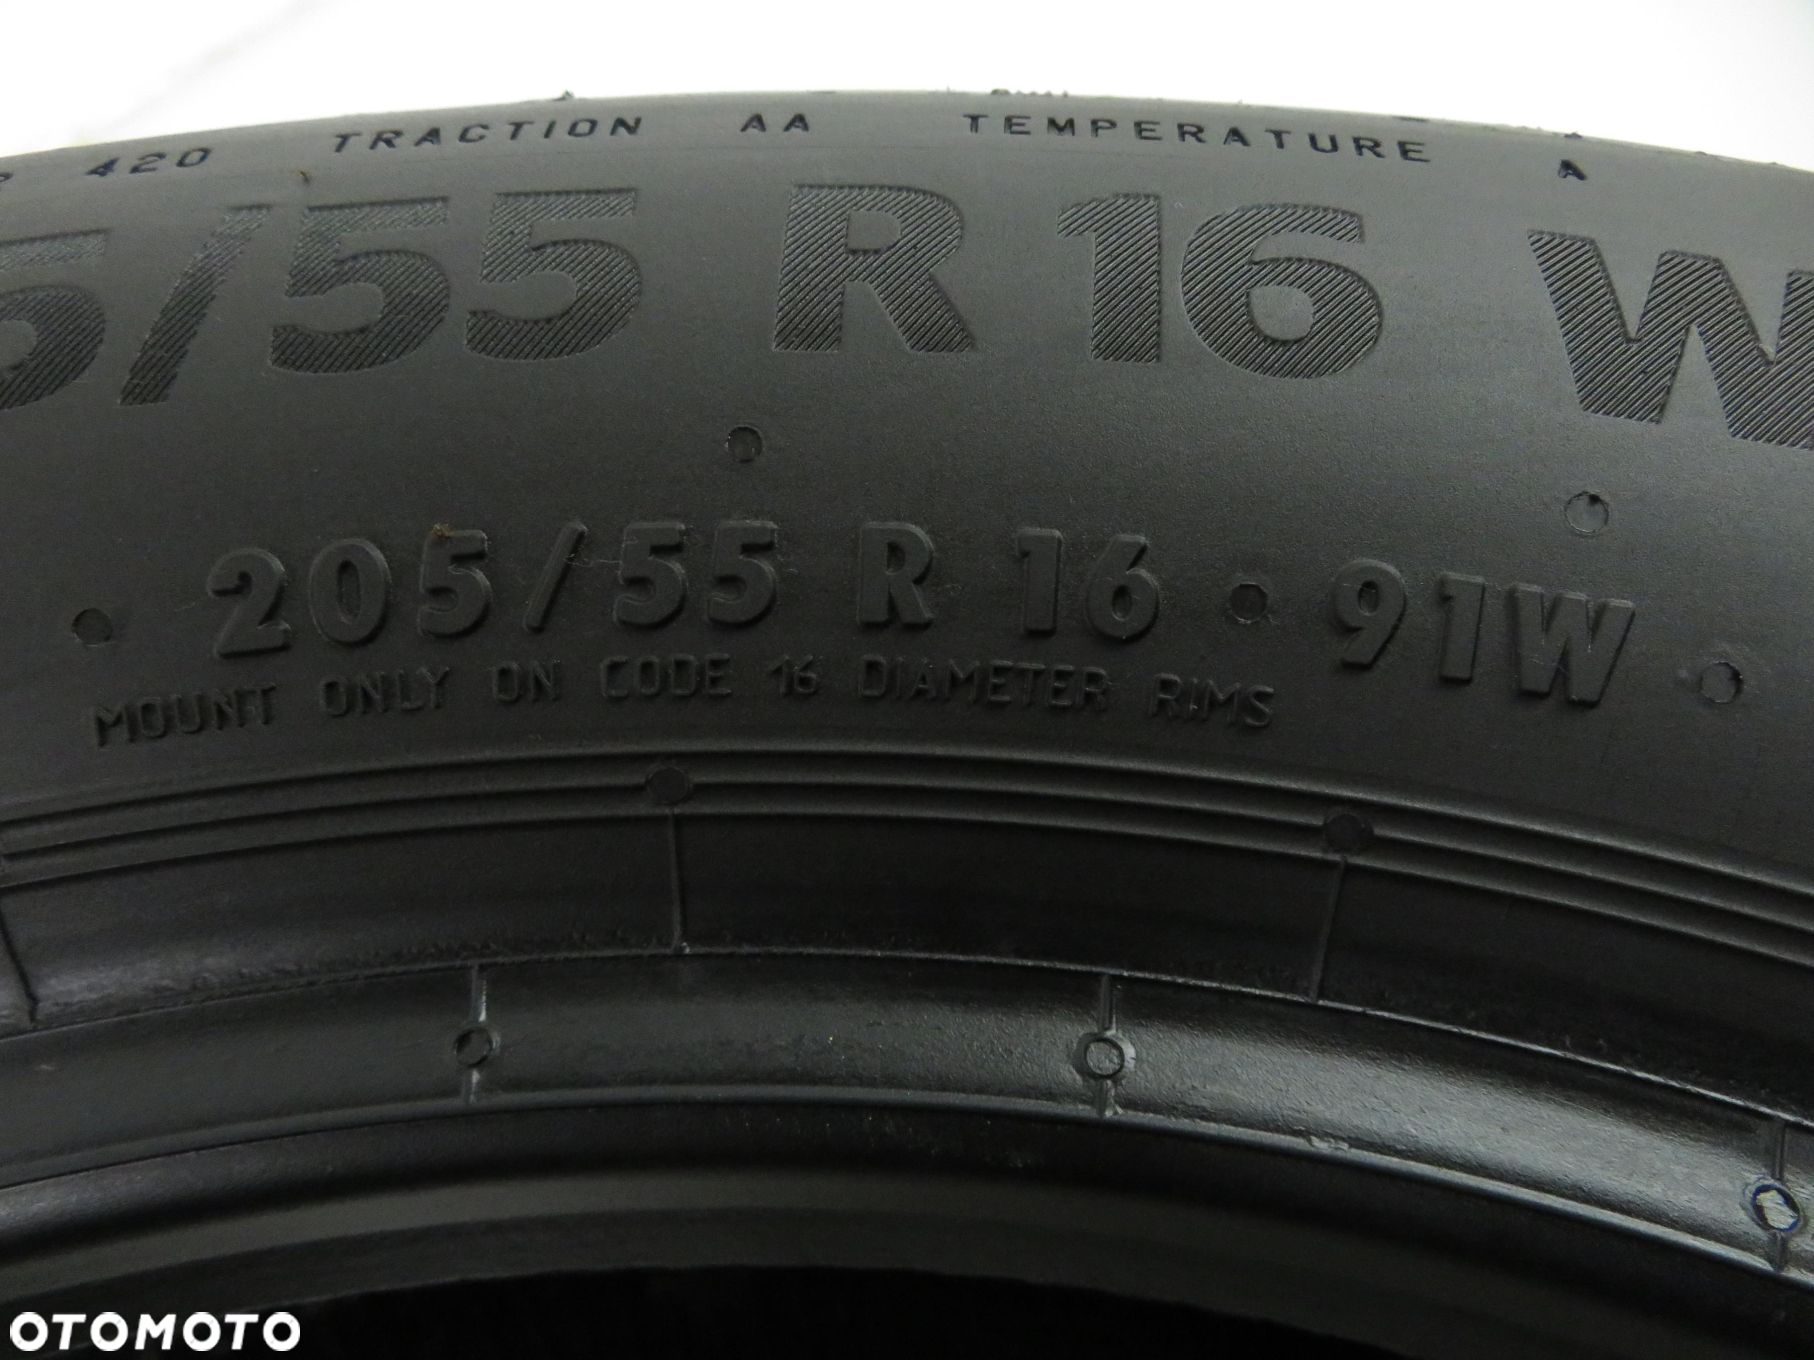 420 TRACTION AA TEMPERATURE A
5/55 R 16 W
205/55 R 16 · 91W
MOUNT ONLY ON CODE 16 DIAMETER RIMS
OTOMOTO